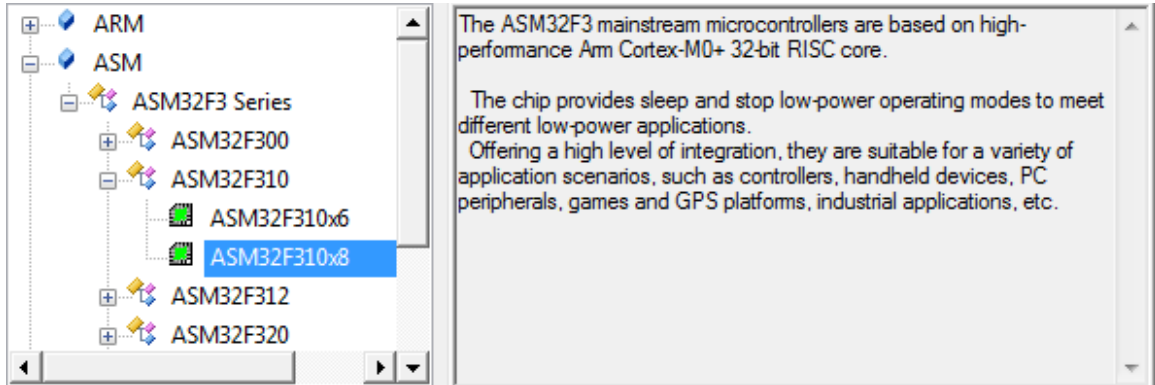 ARM
ASM
ASM32F3 Series
ASM32F300
ASM32F310
ASM32F310x6
ASM32F310x8
ASM32F312
ASM32F320
The ASM32F3 mainstream microcontrollers are based on high-
performance Arm Cortex-M0+ 32-bit RISC core.
The chip provides sleep and stop low-power operating modes to meet
different low-power applications.
Offering a high level of integration, they are suitable for a variety of
application scenarios, such as controllers, handheld devices, PC
peripherals, games and GPS platforms, industrial applications, etc.